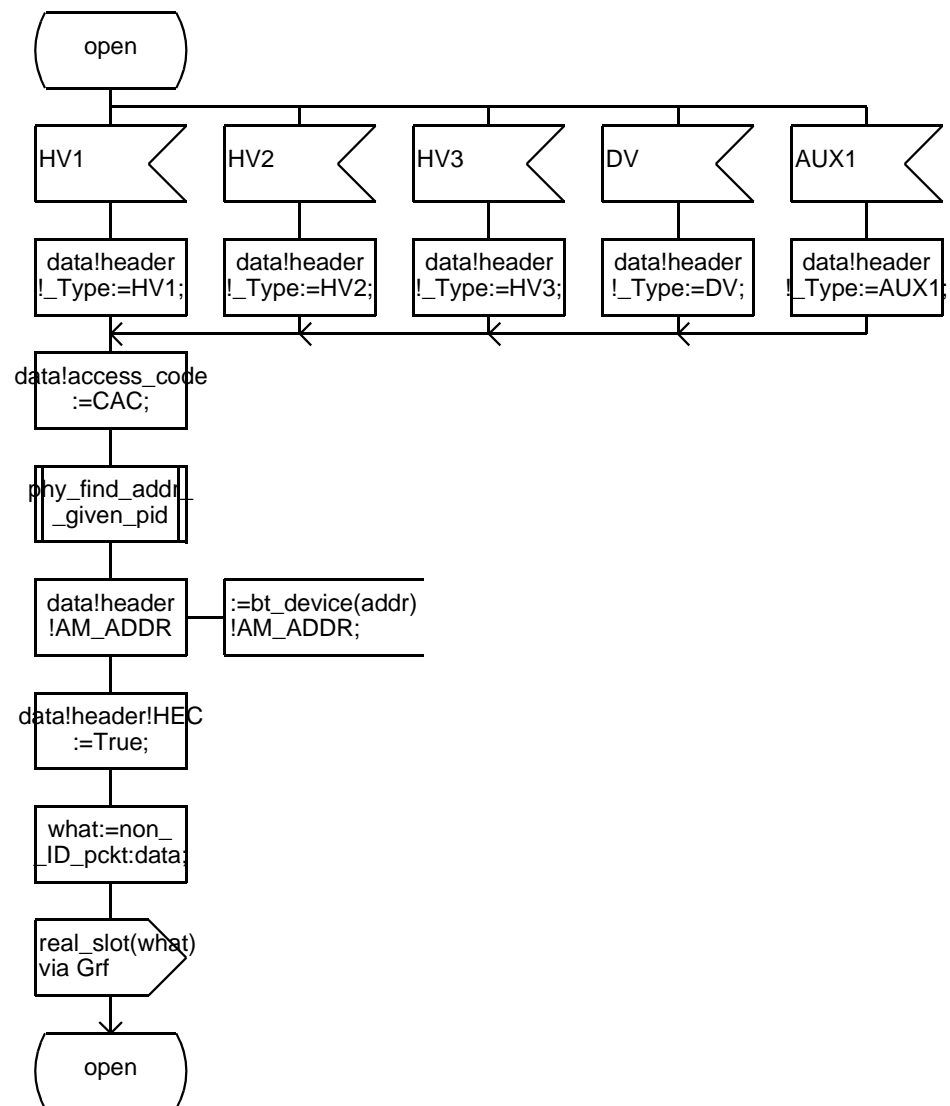 open
HV1
HV2
HV3
DV
AUX1
data!header
!_Type:=HV1;
data!header
!_Type:=HV2;
data!header
!_Type:=HV3;
data!header
!_Type:=DV;
data!header
!_Type:=AUX1;
data!access_code
:=CAC;
phy_find_addr_
_given_pid
data!header
!AM_ADDR
:=bt_device(addr)
!AM_ADDR;
data!header!HEC
:=True;
what:=non_
_ID_pckt:data;
real_slot(what)
via Grf
open